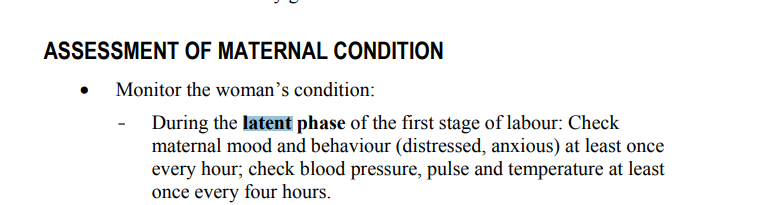 ASSESSMENT OF MATERNAL CONDITION
• Monitor the woman’s condition:
- During the latent phase of the first stage of labour: Check
maternal mood and behaviour (distressed, anxious) at least once
every hour; check blood pressure, pulse and temperature at least
once every four hours.